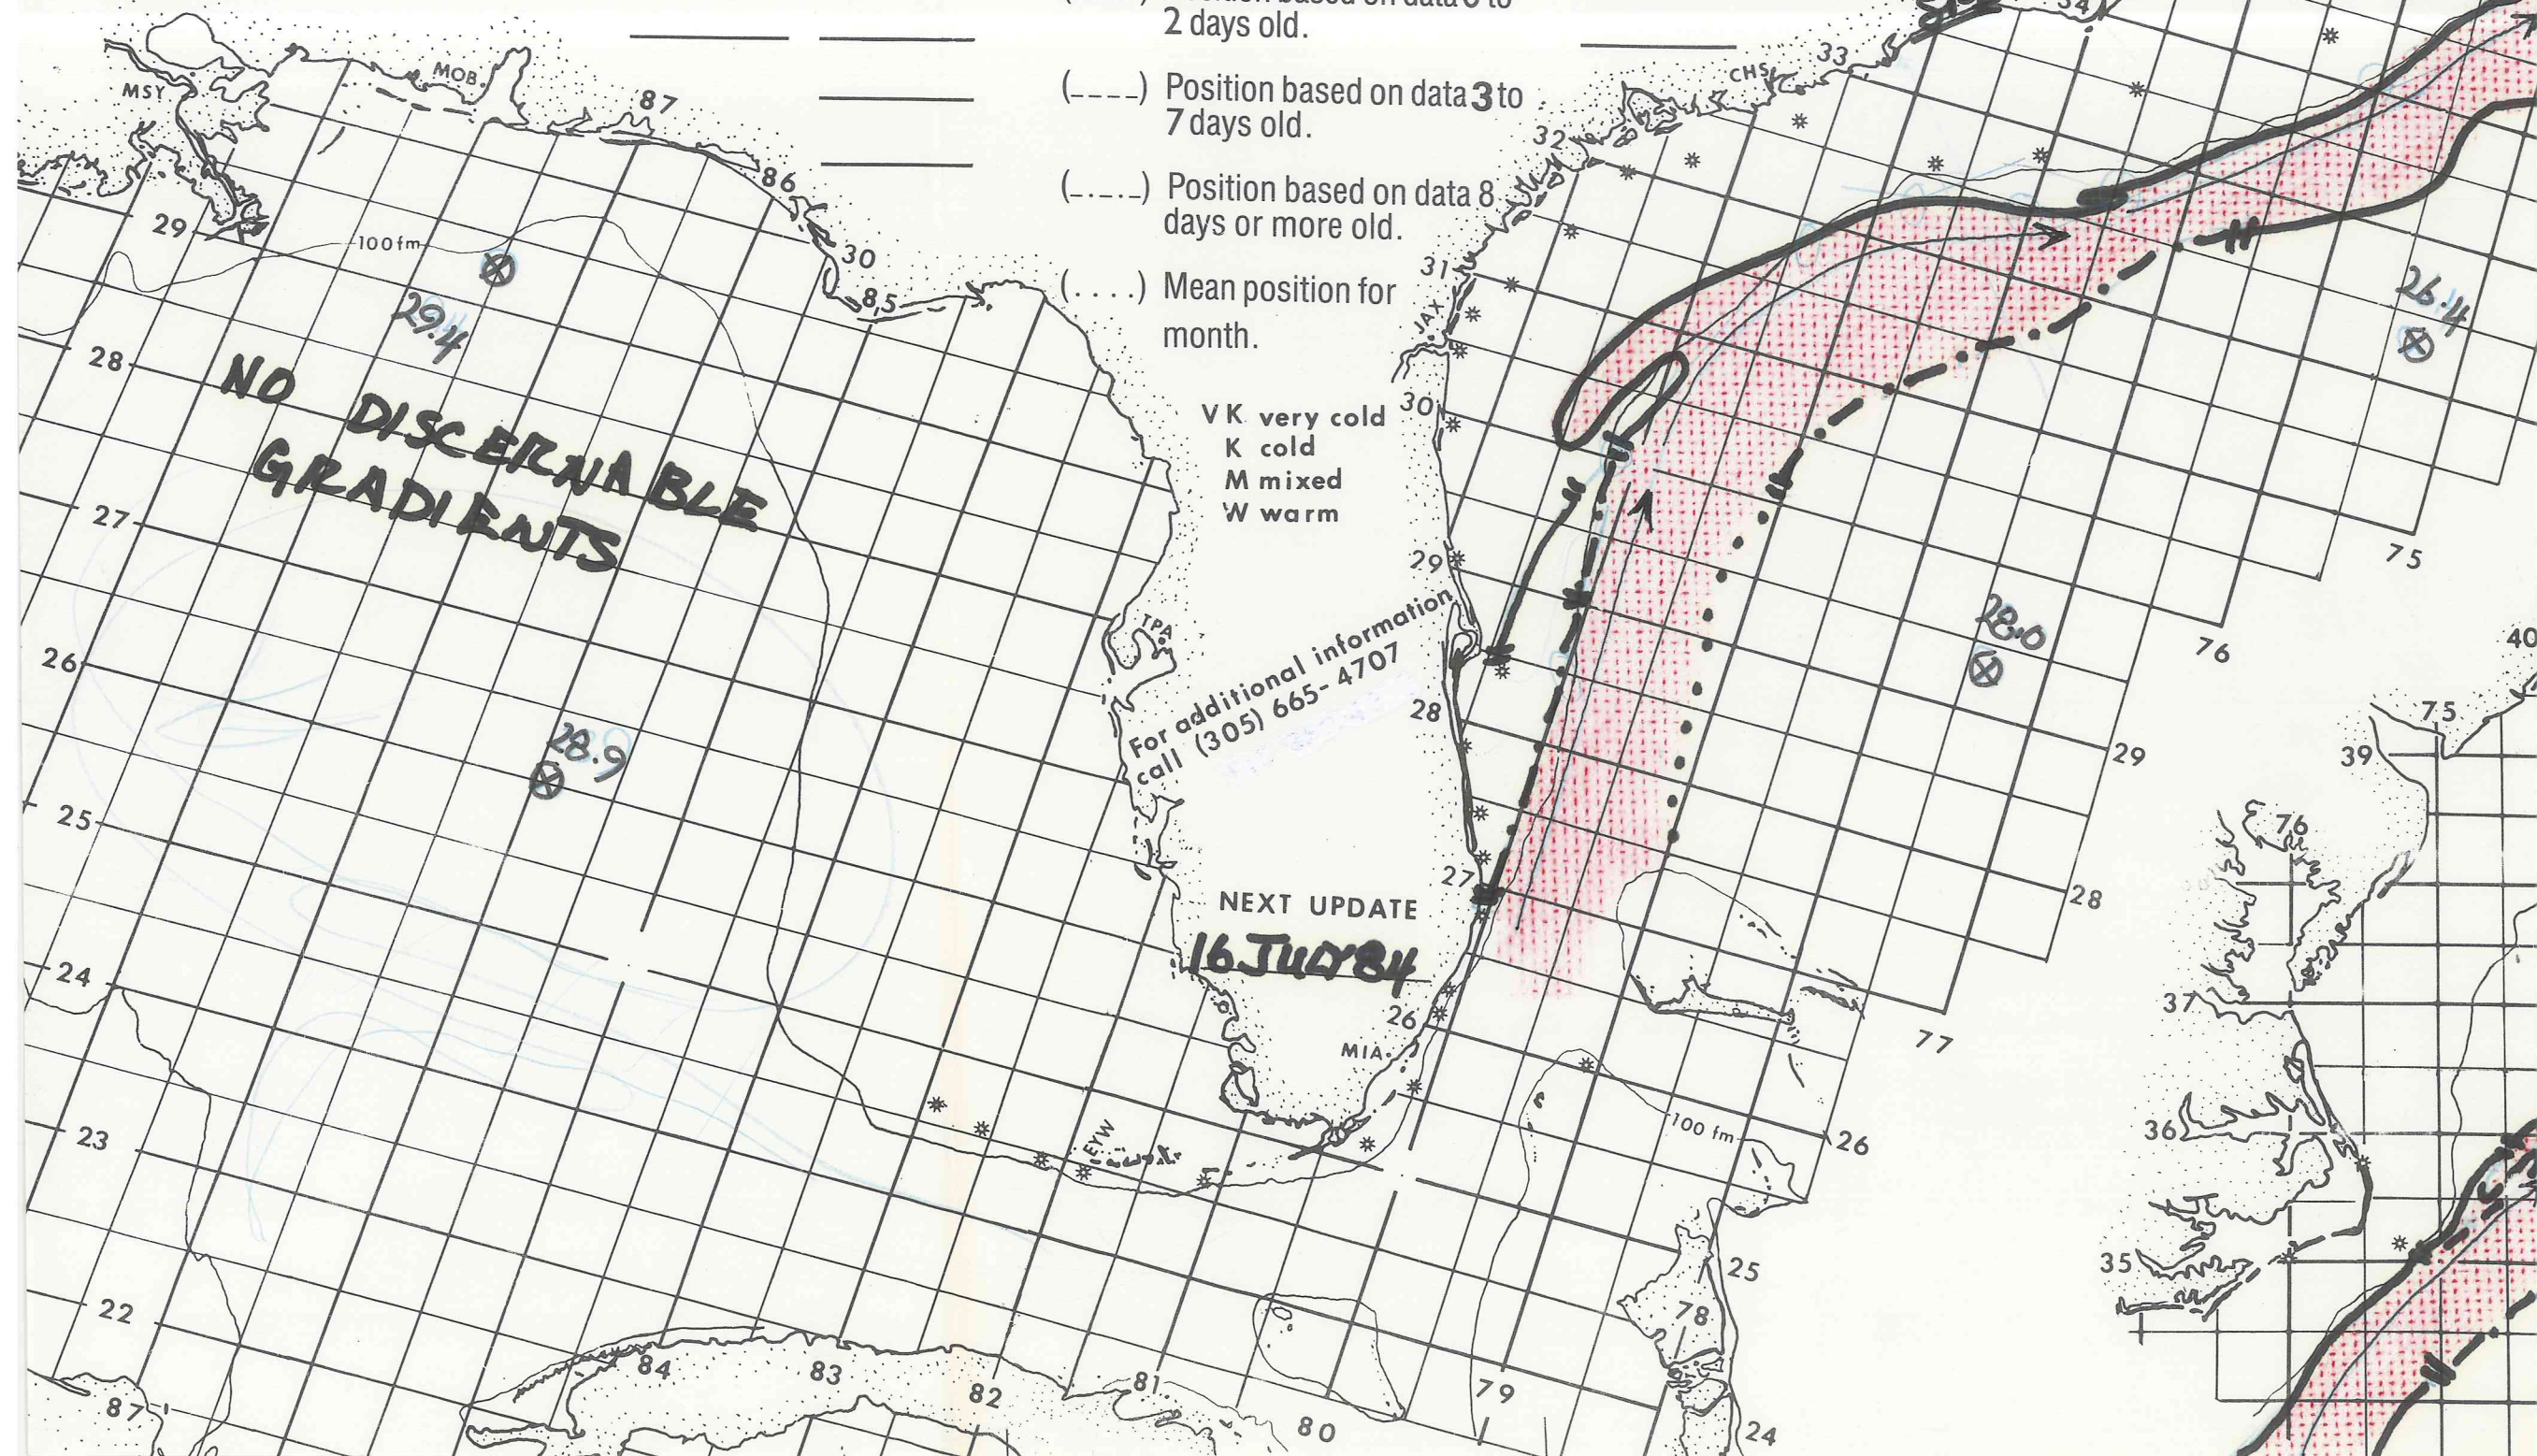 2 days old.
(____) Position based on data 3 to
7 days old.
(_._._) Position based on data 8
days or more old.
(....) Mean position for
month.
VK very cold
K cold
M mixed
W warm
For additional information
call (305) 665-4707
NEXT UPDATE
16 JULY 84
NO DISCERNABLE
GRADIENTS
29.4
28.9
28.0
26.4
MSY
MOB.
CHS
JAX
TPA
MIA.
EYW
100 fm
100 fm
87
86
30
85
29
28
27
26
25
24
23
22
87
84
83
82
81
80
79
78
24
25
26
77
28
29
76
75
34
33
32
31
30
29
28
27
26
40
75
39
76
37
36
35